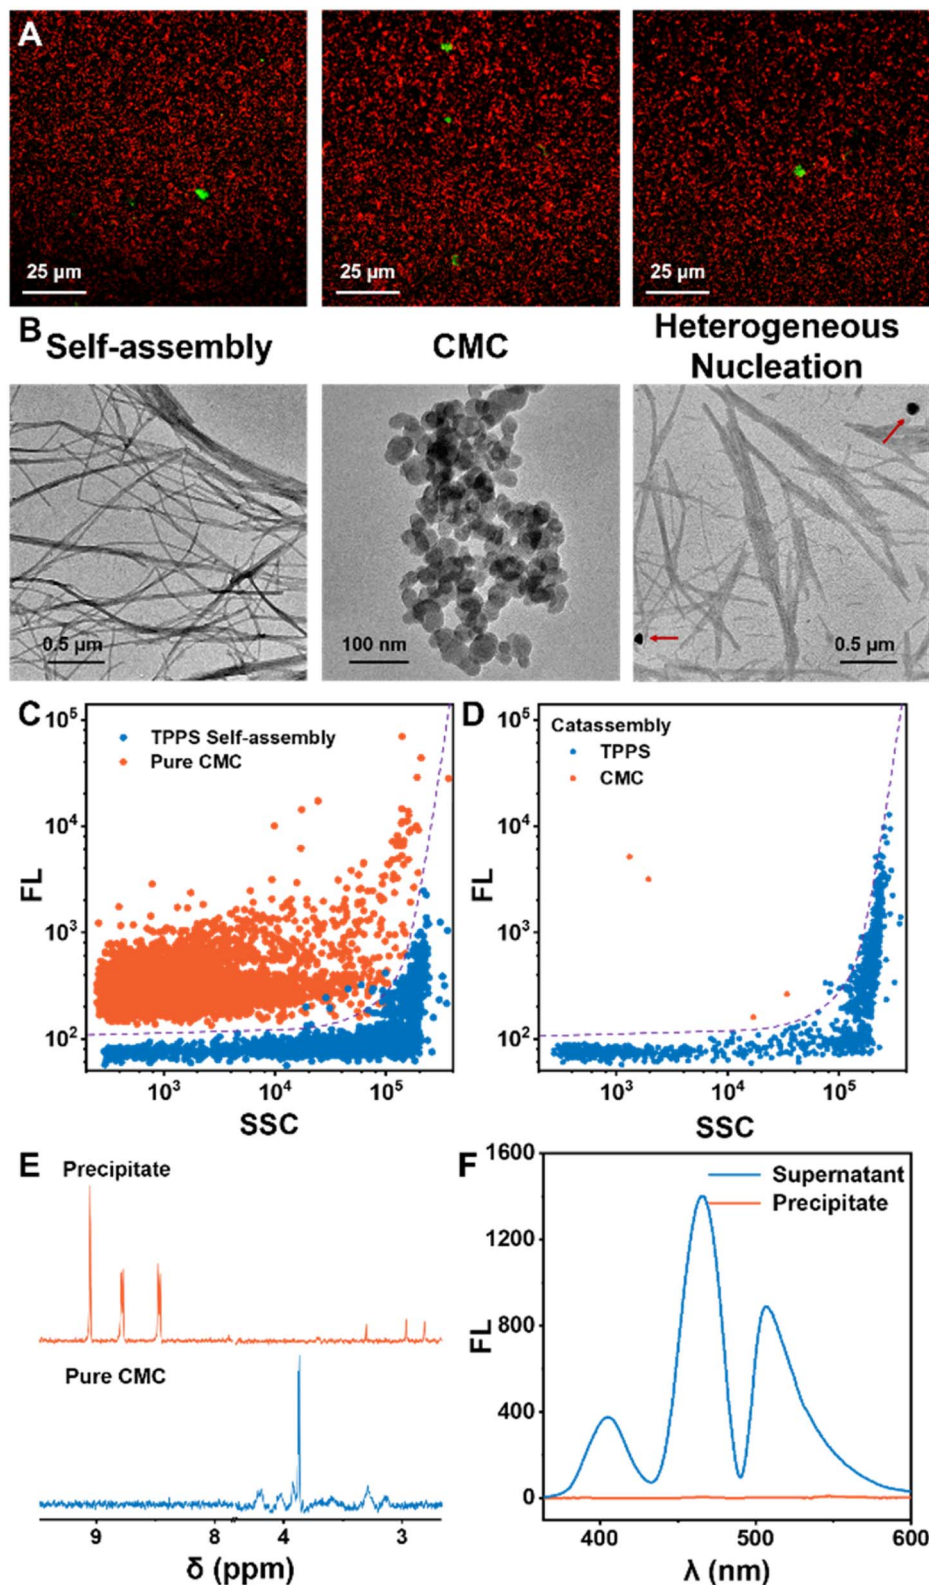 A
25 µm
25 µm
25 µm
B
Self-assembly
CMC
Heterogeneous
Nucleation
0.5 µm
100 nm
0.5 µm
C
10⁵
10⁴
10³
10²
FL
TPPS Self-assembly
Pure CMC
10³
10⁴
10⁵
SSC
D
10⁵
10⁴
10³
10²
FL
Catassembly
TPPS
CMC
10³
10⁴
10⁵
SSC
E
Precipitate
Pure CMC
9
8
4
3
δ (ppm)
F
1600
1200
800
400
0
FL
Supernatant
Precipitate
400
500
600
λ (nm)